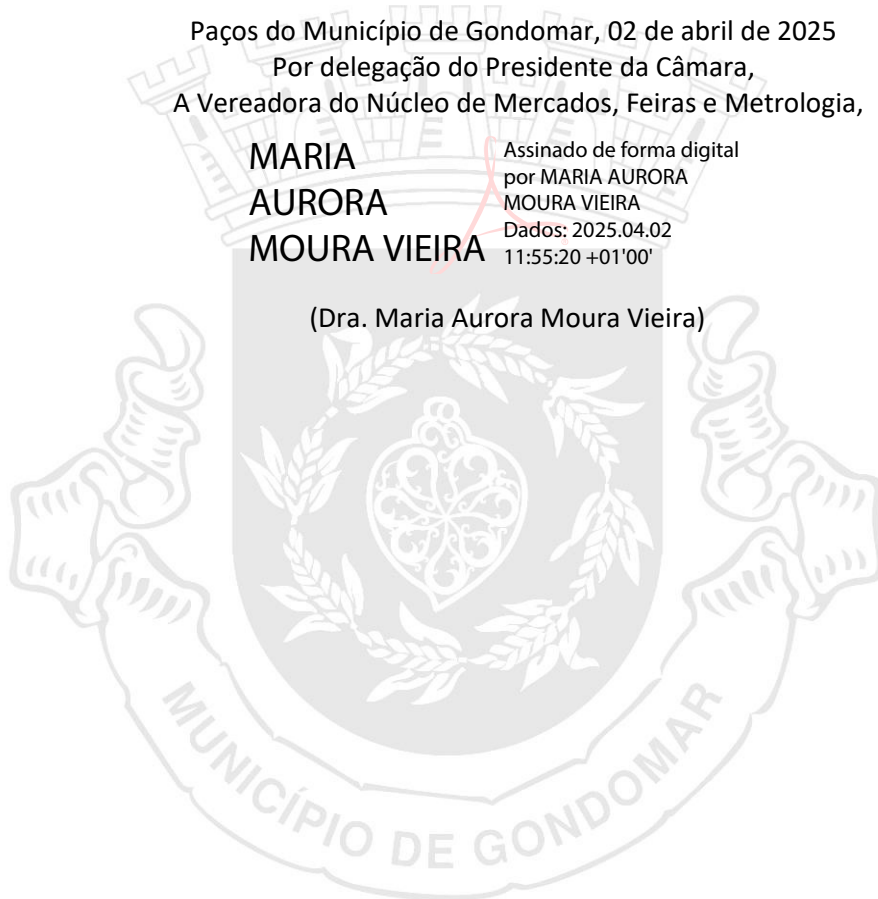 Paços do Município de Gondomar, 02 de abril de 2025
Por delegação do Presidente da Câmara,
A Vereadora do Núcleo de Mercados, Feiras e Metrologia,
MARIA
AURORA
MOURA VIEIRA
Assinado de forma digital
por MARIA AURORA
MOURA VIEIRA
Dados: 2025.04.02
11:55:20 +01'00'
(Dra. Maria Aurora Moura Vieira)
MUNICÍPIO DE GONDOMAR